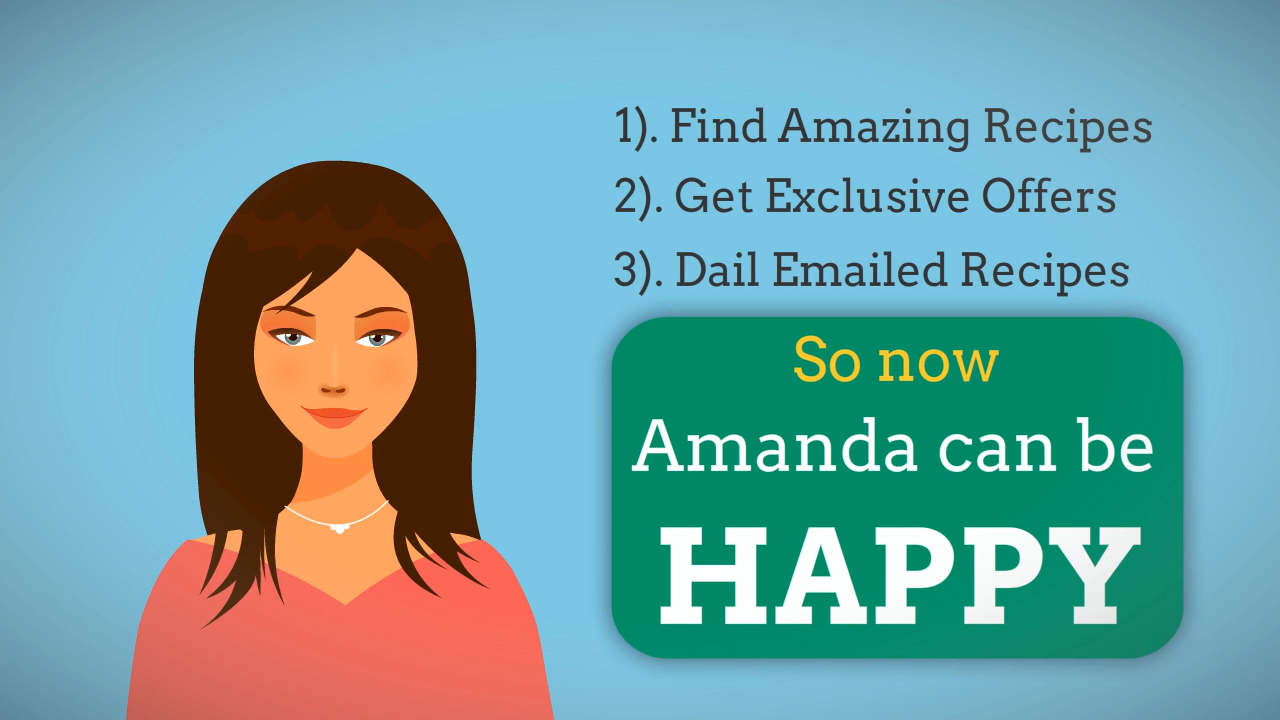 1). Find Amazing Recipes
2). Get Exclusive Offers
3). Dail Emailed Recipes
So now
Amanda can be
HAPPY